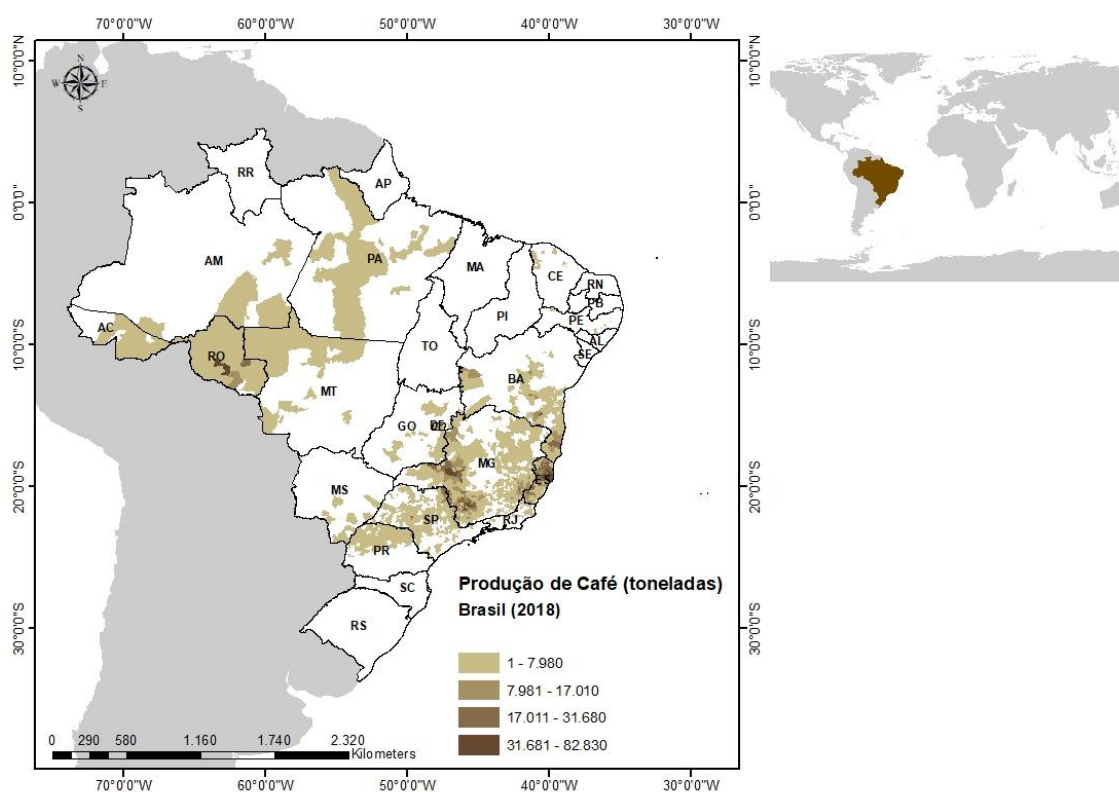 70°0'0"W 60°0'0"W 50°0'0"W 40°0'0"W 30°0'0"W
10°0'0"N
0°0'0"
10°0'0"S
20°0'0"S
30°0'0"S
N
W E
S
RR
AP
AM
PA
MA
CE
RN
PB
PI
PE
AC
AL
SE
RO
TO
BA
MT
GO
DF
MG
ES
MS
SP
RJ
PR
SC
RS
Produção de Café (toneladas)
Brasil (2018)
1 - 7.980
7.981 - 17.010
17.011 - 31.680
31.681 - 82.830
0 290 580 1.160 1.740 2.320
Kilometers
10°0'0"N
0°0'0"
10°0'0"S
20°0'0"S
30°0'0"S
70°0'0"W 60°0'0"W 50°0'0"W 40°0'0"W 30°0'0"W